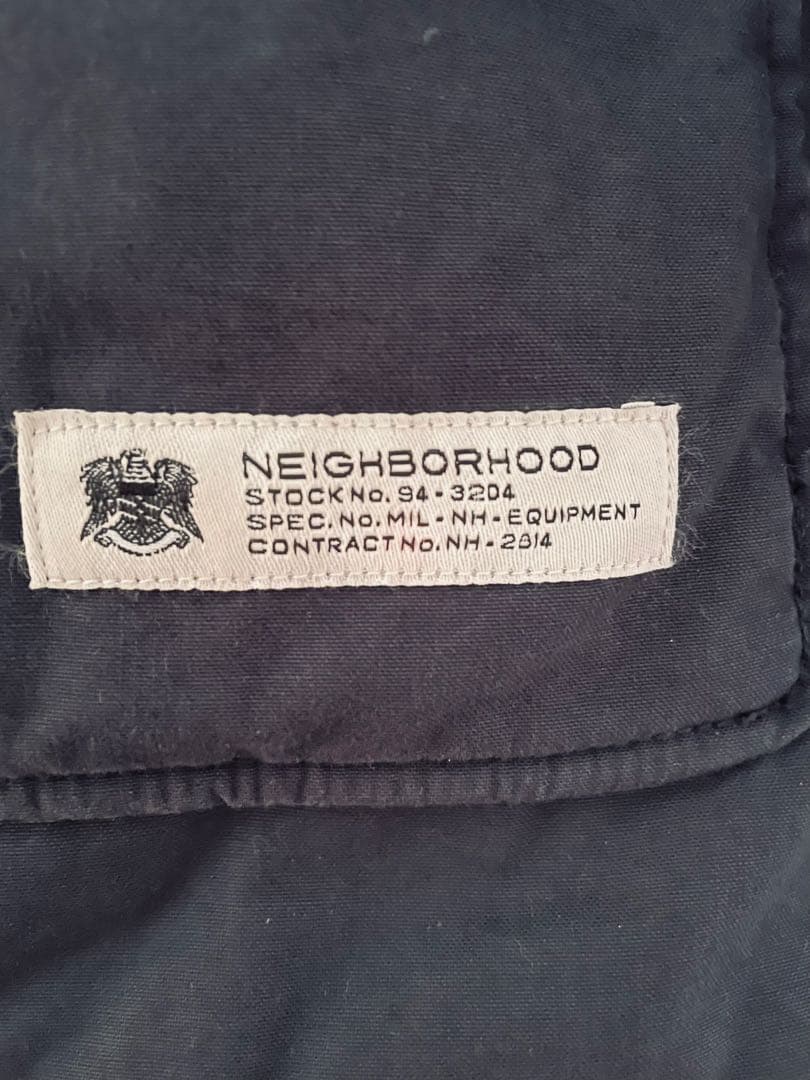 NEIGHBORHOOD
STOCK No. 94-3204
SPEC. No. MIL-NH-EQUIPMENT
CONTRACT No. NH-2814